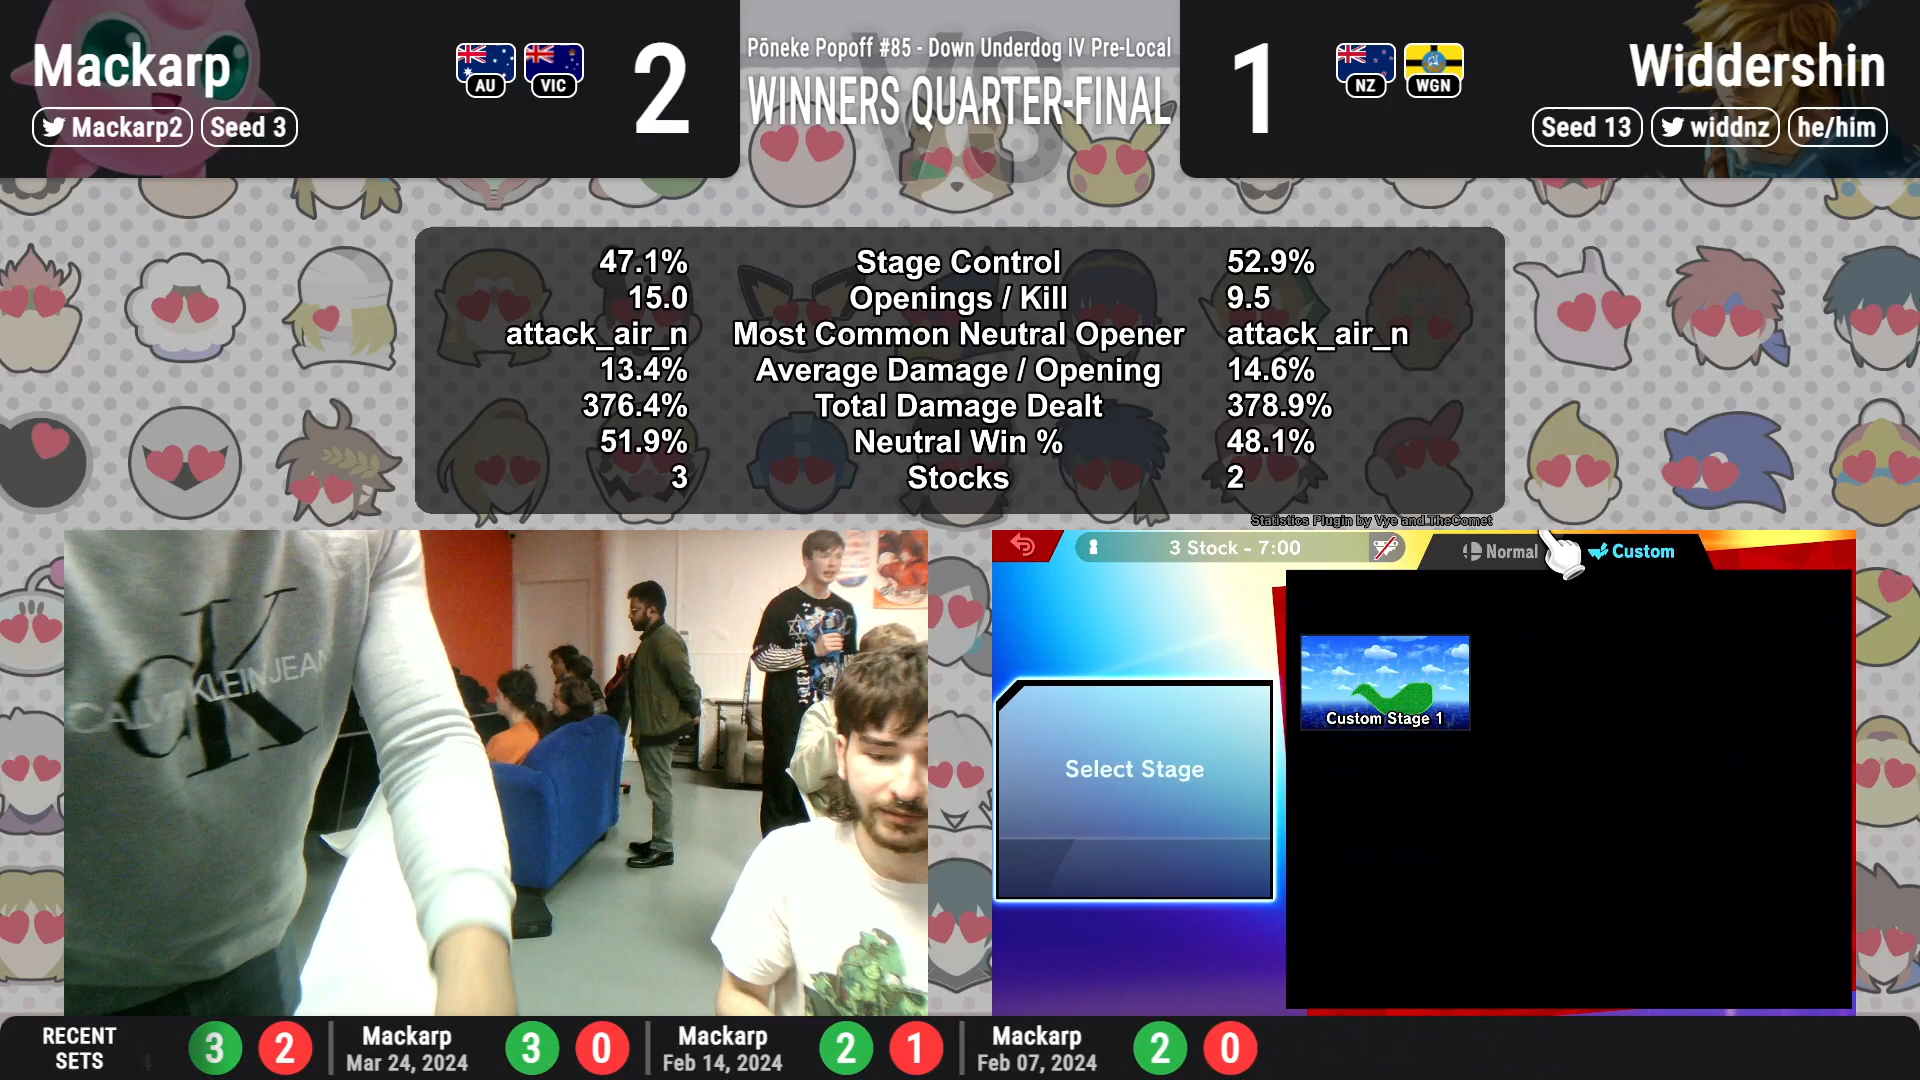 Mackarp
AU
VIC
2
Mackarp2
Seed 3
VS
Pōneke Popoff #85 - Down Underdog IV Pre-Local
WINNERS QUARTER-FINAL
1
NZ
WGN
Widdershin
Seed 13
widdnz
he/him
47.1% Stage Control 52.9%
15.0 Openings / Kill 9.5
attack_air_n Most Common Neutral Opener attack_air_n
13.4% Average Damage / Opening 14.6%
376.4% Total Damage Dealt 378.9%
51.9% Neutral Win % 48.1%
3 Stocks 2
Statistics Plugin by Vye and TheComet
CK
CALVIN KLEIN JEAN
3 Stock - 7:00
Normal
Custom
Custom Stage 1
Select Stage
RECENT SETS
4
3 2
Mackarp
Mar 24, 2024
3 0
Mackarp
Feb 14, 2024
2 1
Mackarp
Feb 07, 2024
2 0